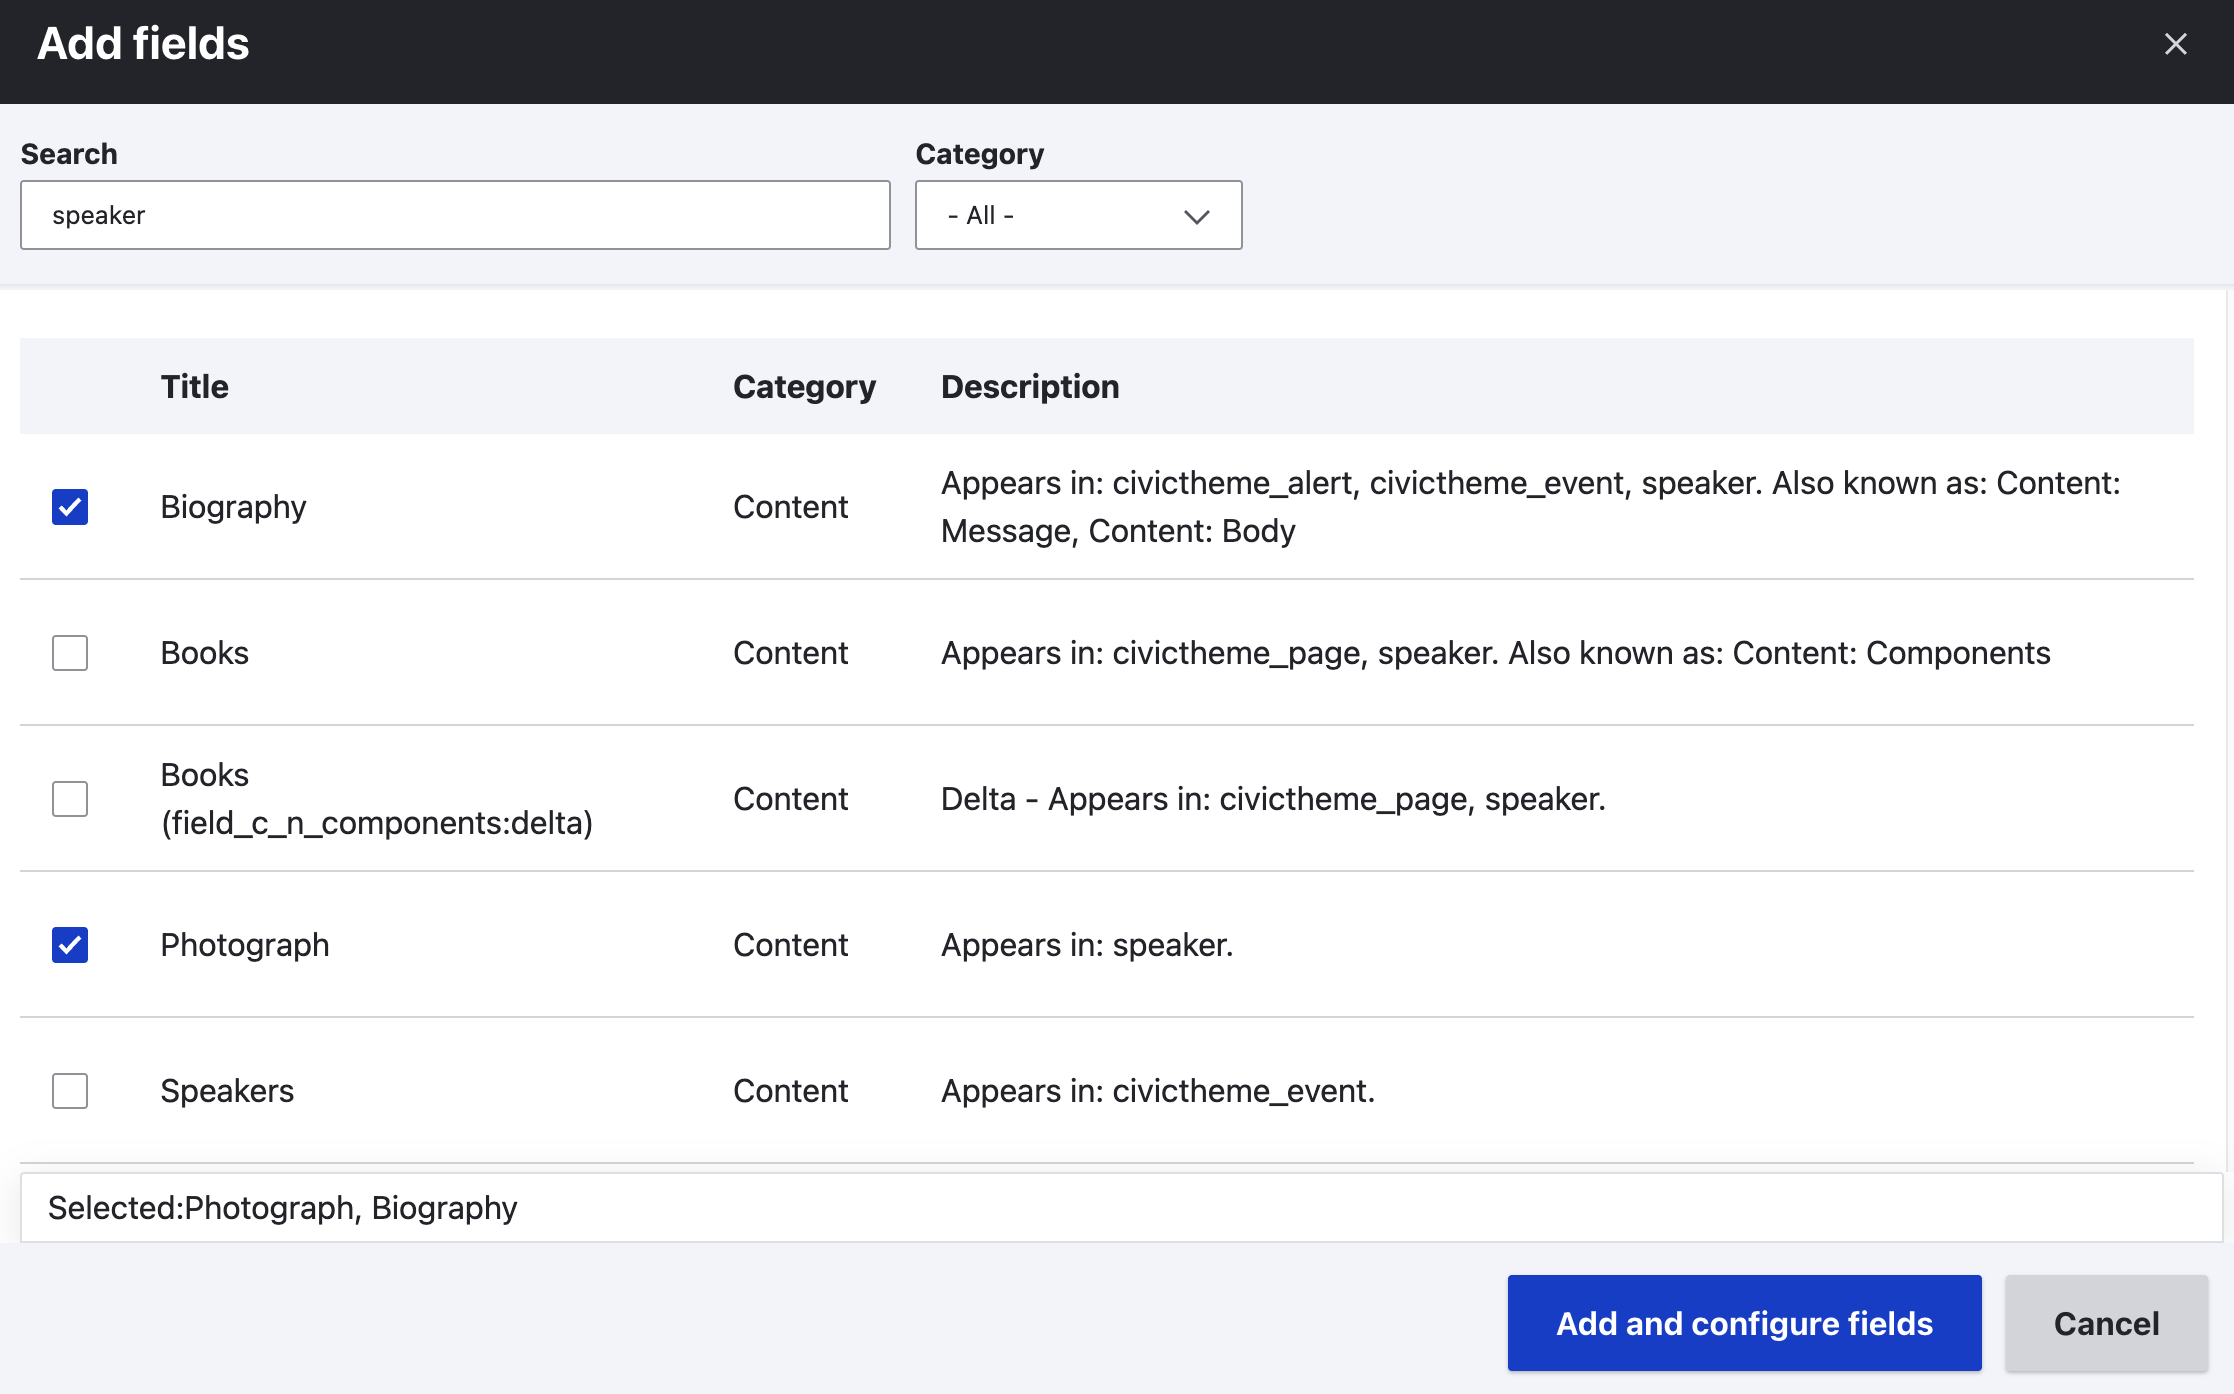 Add fields
Search
Category
speaker
- All -
Title Category Description
Biography Content Appears in: civictheme_alert, civictheme_event, speaker. Also known as: Content:
Message, Content: Body
Books Content Appears in: civictheme_page, speaker. Also known as: Content: Components
Books
(field_c_n_components:delta) Content Delta - Appears in: civictheme_page, speaker.
Photograph Content Appears in: speaker.
Speakers Content Appears in: civictheme_event.
Selected:Photograph, Biography
Add and configure fields
Cancel